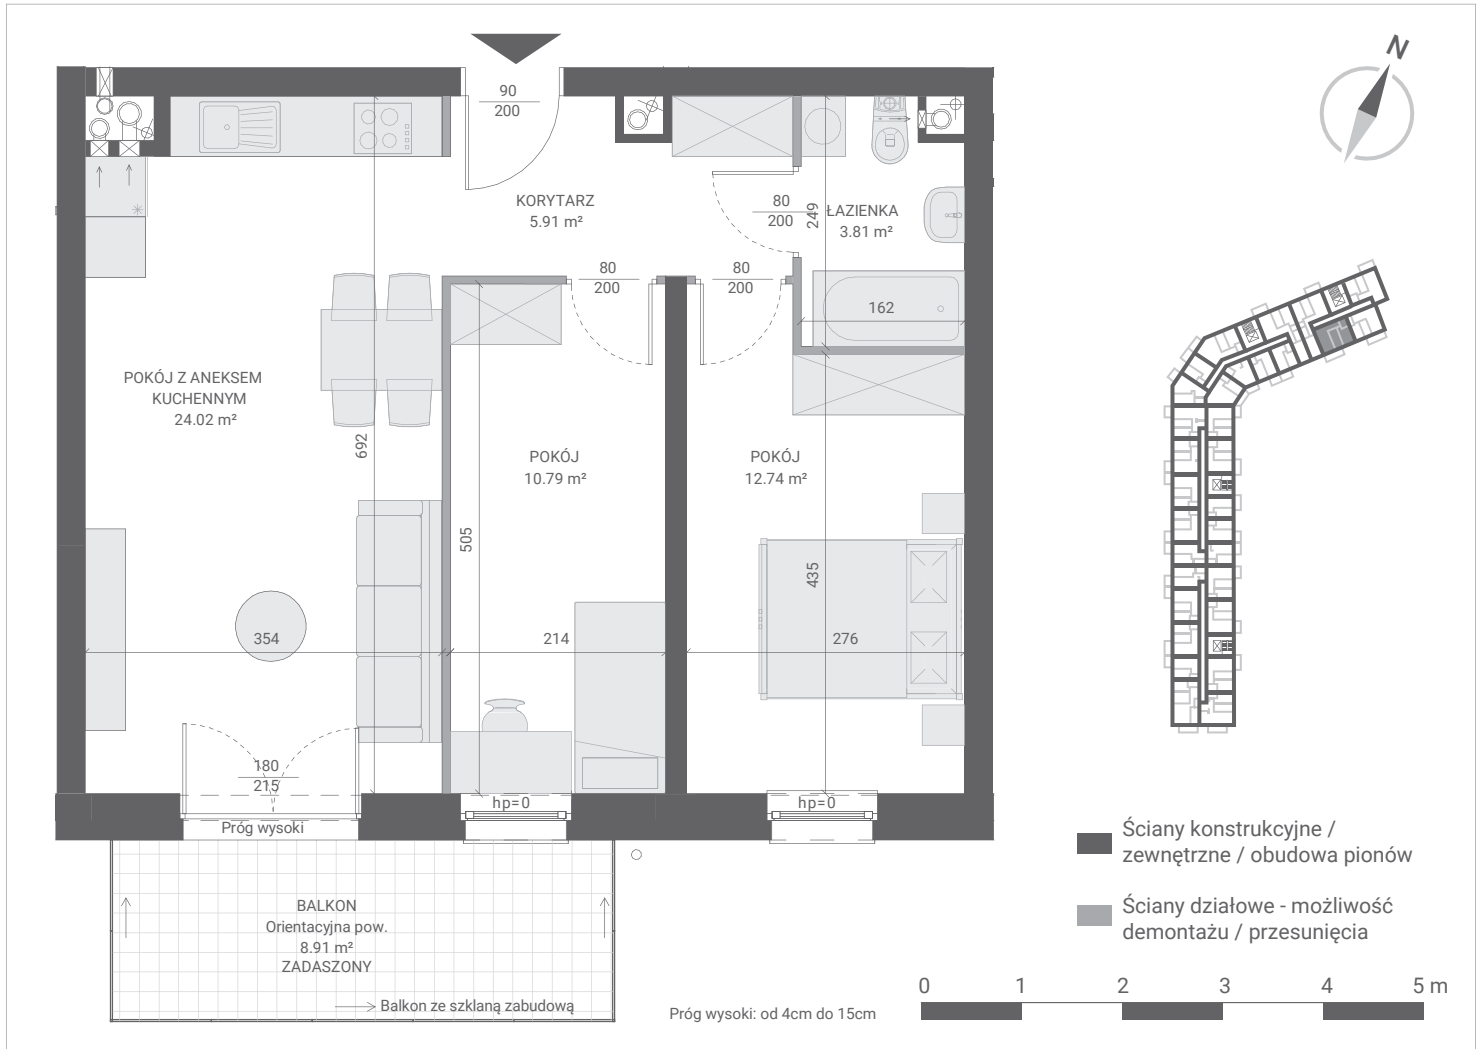 N
90
200
KORYTARZ
5.91 m²
80
200
249
ŁAZIENKA
3.81 m²
80
200
80
200
162
POKÓJ Z ANEKSEM
KUCHENNYM
24.02 m²
692
POKÓJ
10.79 m²
POKÓJ
12.74 m²
505
435
354
214
276
180
215
hp=0
hp=0
Próg wysoki
BALKON
Orientacyjna pow.
8.91 m²
ZADASZONY
Balkon ze szklaną zabudową
Próg wysoki: od 4cm do 15cm
Ściany konstrukcyjne /
zewnętrzne / obudowa pionów
Ściany działowe - możliwość
demontażu / przesunięcia
0 1 2 3 4 5 m